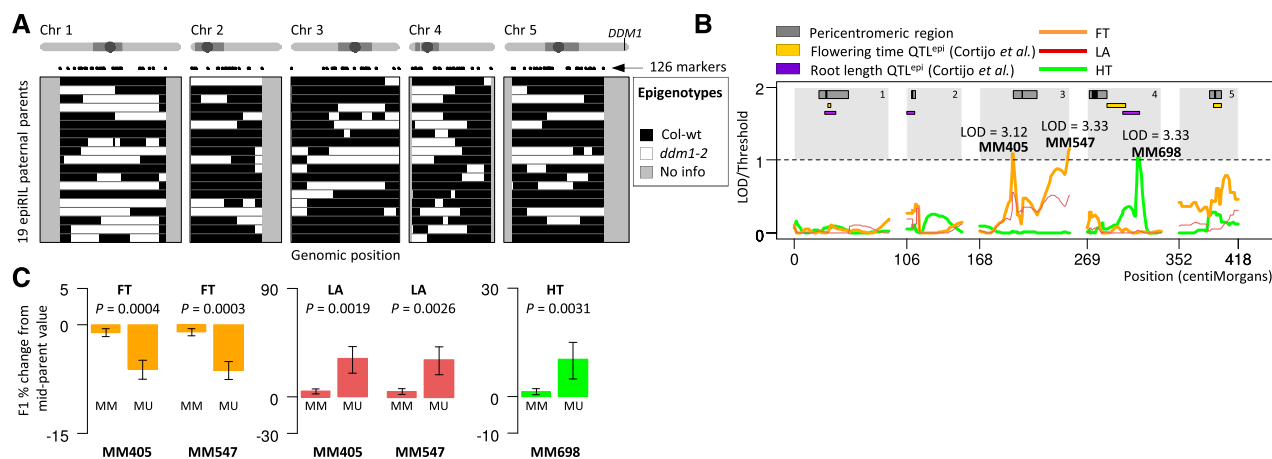 A
Chr 1
Chr 2
Chr 3
Chr 4
Chr 5
DDM1
126 markers
Epigenotypes
Col-wt
ddm1-2
No info
19 epiRIL paternal parents
Genomic position
B
Pericentromeric region
Flowering time QTLepi (Cortijo et al.)
Root length QTLepi (Cortijo et al.)
FT
LA
HT
LOD/Threshold
2
1
0
1
2
3
4
5
LOD = 3.12
MM405
LOD = 3.33
MM547
LOD = 3.33
MM698
0
106
168
269
352
418
Position (centiMorgans)
C
F1 % change from
mid-parent value
5
0
-15
FT
P = 0.0004
MM
MU
MM405
FT
P = 0.0003
MM
MU
MM547
90
0
-30
LA
P = 0.0019
MM
MU
MM405
LA
P = 0.0026
MM
MU
MM547
30
0
-10
HT
P = 0.0031
MM
MU
MM698